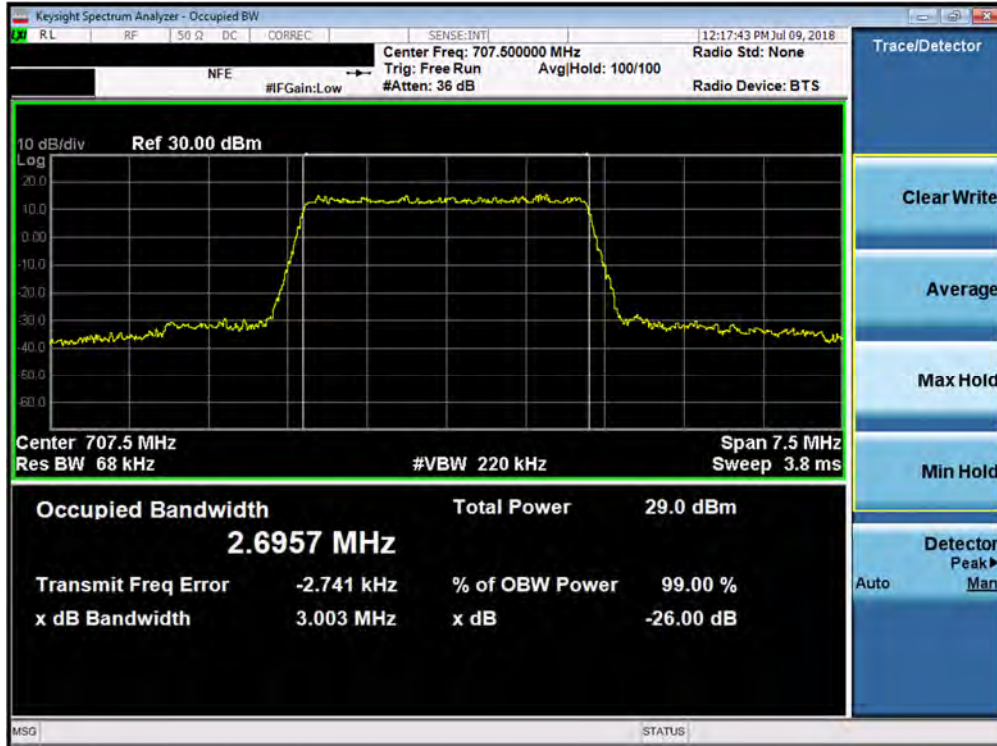 Keysight Spectrum Analyzer - Occupied BW
LXI RL RF 50 Ω DC CORREC SENSE:INT 12:17:43 PM Jul 09, 2018
Center Freq: 707.500000 MHz Radio Std: None
NFE Trig: Free Run Avg|Hold: 100/100
#IFGain:Low #Atten: 36 dB Radio Device: BTS
Trace/Detector
10 dB/div Ref 30.00 dBm
Log
20.0
10.0
0.00
-10.0
-20.0
-30.0
-40.0
-50.0
-60.0
Center 707.5 MHz Span 7.5 MHz
Res BW 68 kHz #VBW 220 kHz Sweep 3.8 ms
Occupied Bandwidth Total Power 29.0 dBm
2.6957 MHz
Transmit Freq Error -2.741 kHz % of OBW Power 99.00 %
x dB Bandwidth 3.003 MHz x dB -26.00 dB
Clear Write
Average
Max Hold
Min Hold
Detector
Peak▶
Auto Man
MSG STATUS